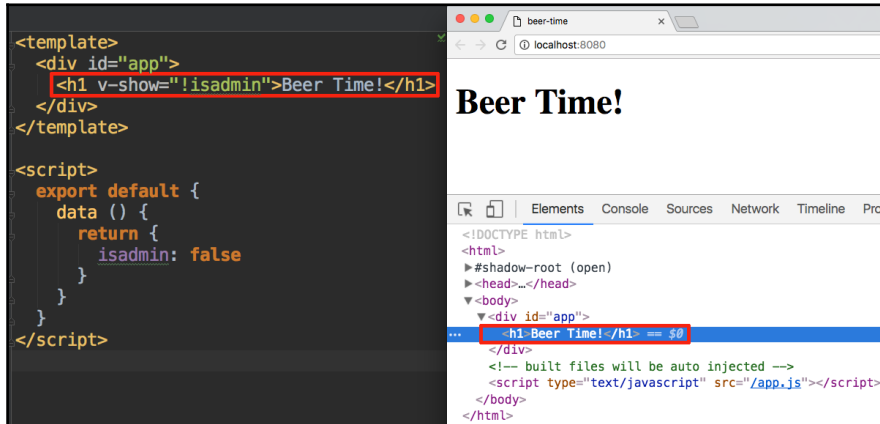 <template>
<div id="app">
<h1 v-show="!isadmin">Beer Time!</h1>
</div>
</template>
<script>
export default {
data () {
return {
isadmin: false
}
}
}
</script>
beer-time
localhost:8080
Beer Time!
Elements Console Sources Network Timeline Pro
<!DOCTYPE html>
<html>
▶#shadow-root (open)
▶<head>…</head>
▼<body>
▼<div id="app">
... <h1>Beer Time!</h1> == $0
</div>
<!-- built files will be auto injected -->
<script type="text/javascript" src="/app.js"></script>
</body>
</html>